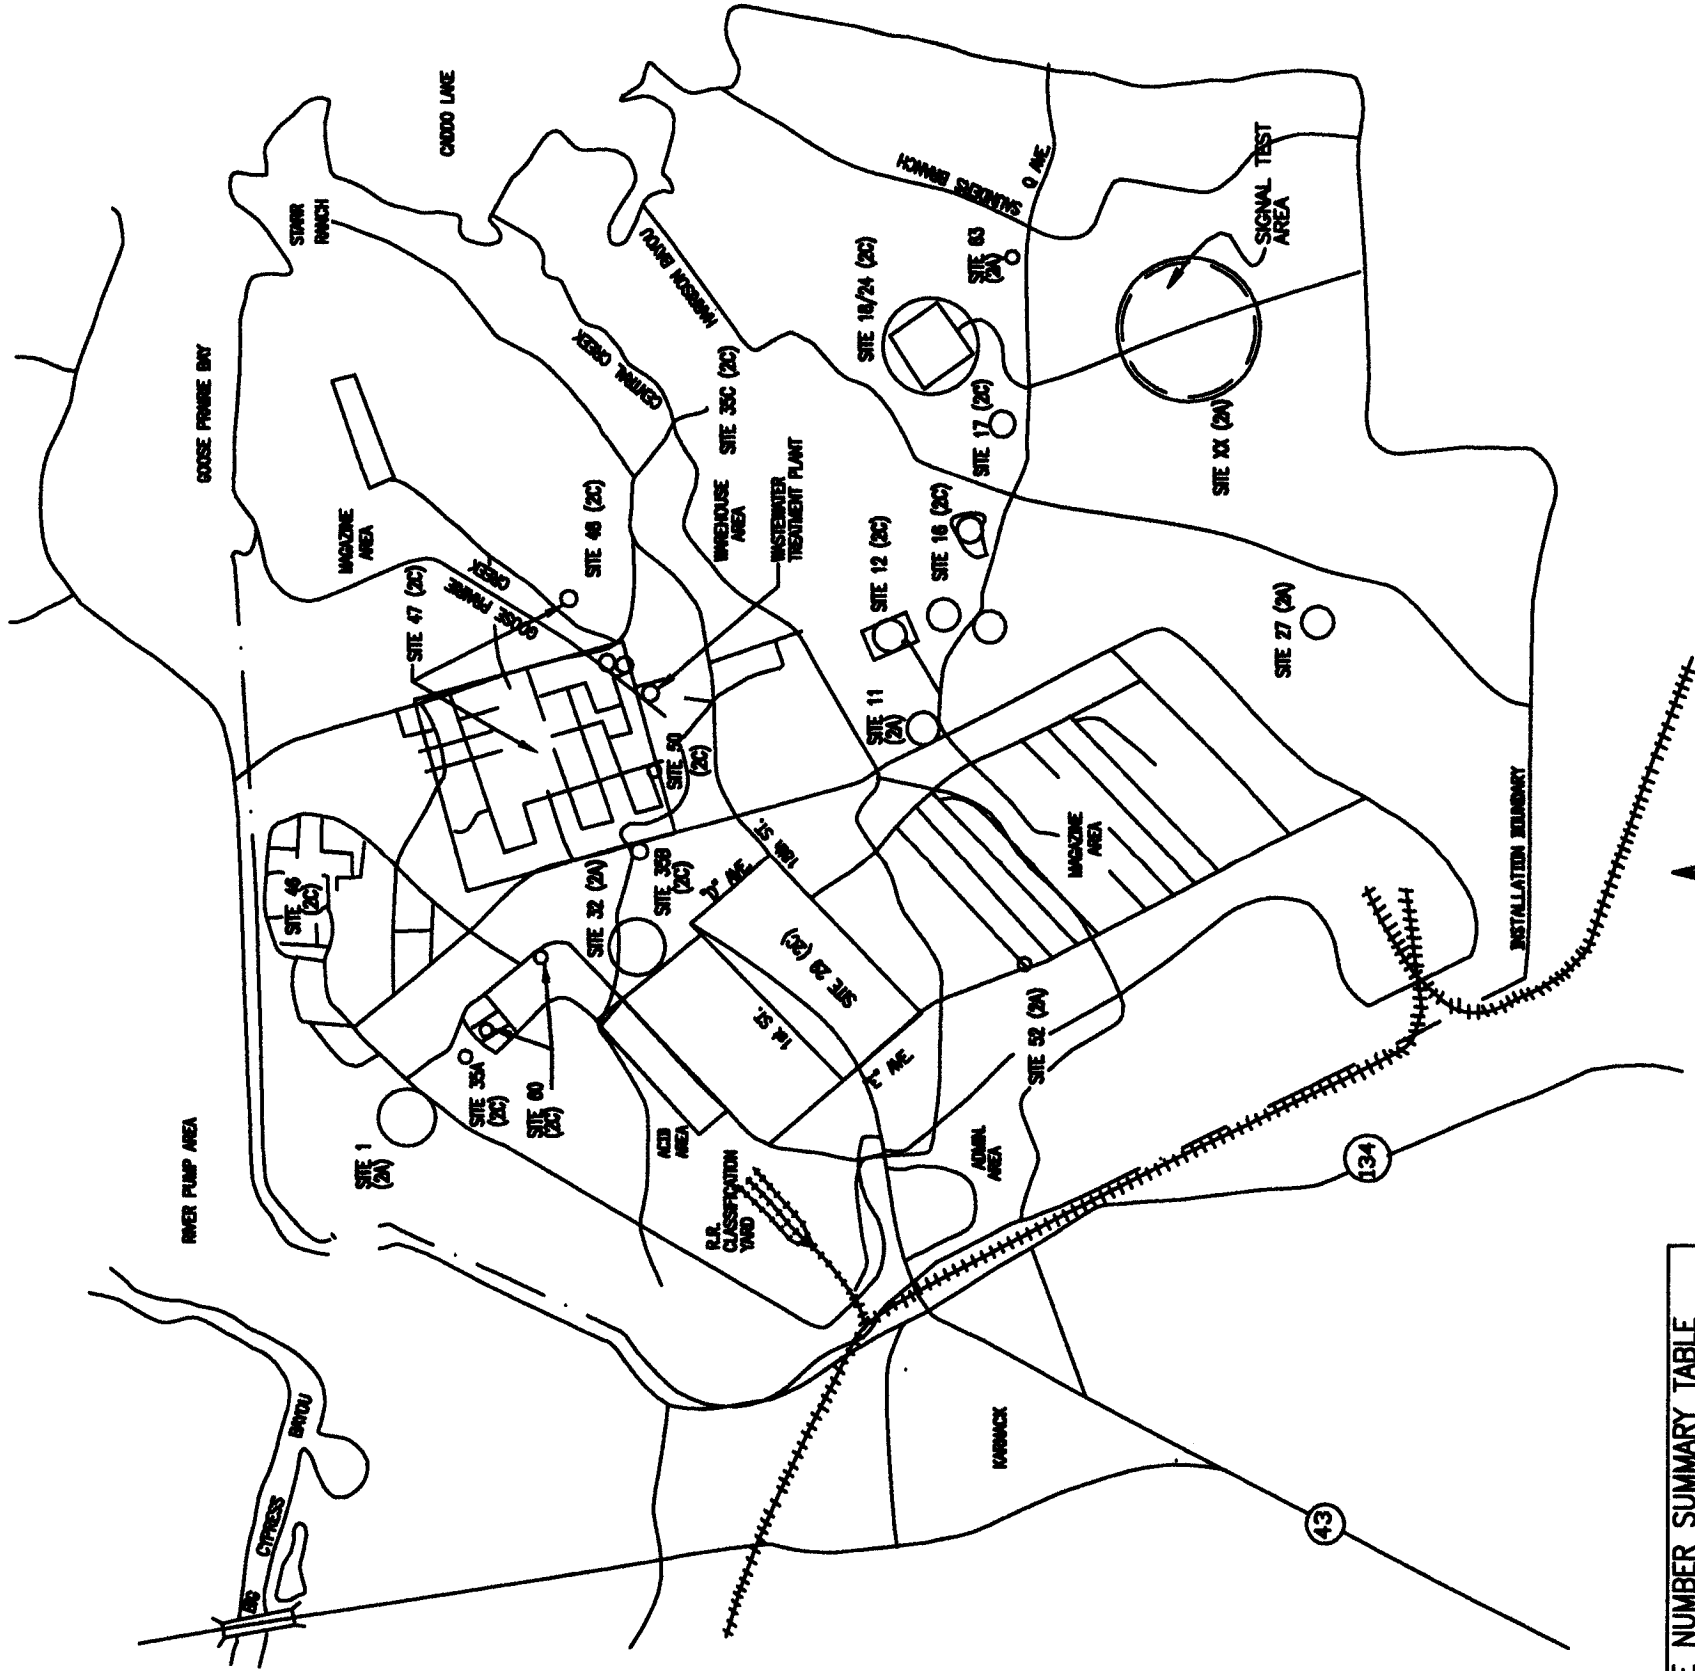 CADDO LAKE
STARR
RANCH
GOOSE PRAIRIE BAY
MAGAZINE
AREA
HARRISON BAYOU
CENTRAL CREEK
SAUNDERS BRANCH
Q AVE.
SIGNAL TEST
AREA
SITE 63
(2A)
SITE 18/24 (2C)
SITE 17 (2C)
SITE XX (2A)
SITE 35C (2C)
WAREHOUSE
AREA
WASTEWATER
TREATMENT PLANT
SITE 48 (2C)
GOOSE PRAIRIE
CREEK
SITE 47 (2C)
SITE 12 (2C)
SITE 16 (2C)
SITE 27 (2A)
SITE 11
(2A)
SITE 50
(2C)
INSTALLATION BOUNDARY
MAGAZINE
AREA
18th ST.
"D" AVE.
SITE 35B
(2C)
SITE 32 (2A)
SITE 46
(2C)
SITE 29 (2C)
1st. ST.
"E" AVE.
SITE 52 (2A)
SITE 35A
(2C)
SITE 60
(2C)
SITE 1
(2A)
ACID
AREA
ADMIN.
AREA
R.R.
CLASSIFICATION
YARD
RIVER PUMP AREA
134
KARNACK
43
BIG
CYPRESS
BAYOU
NUMBER SUMMARY TABLE